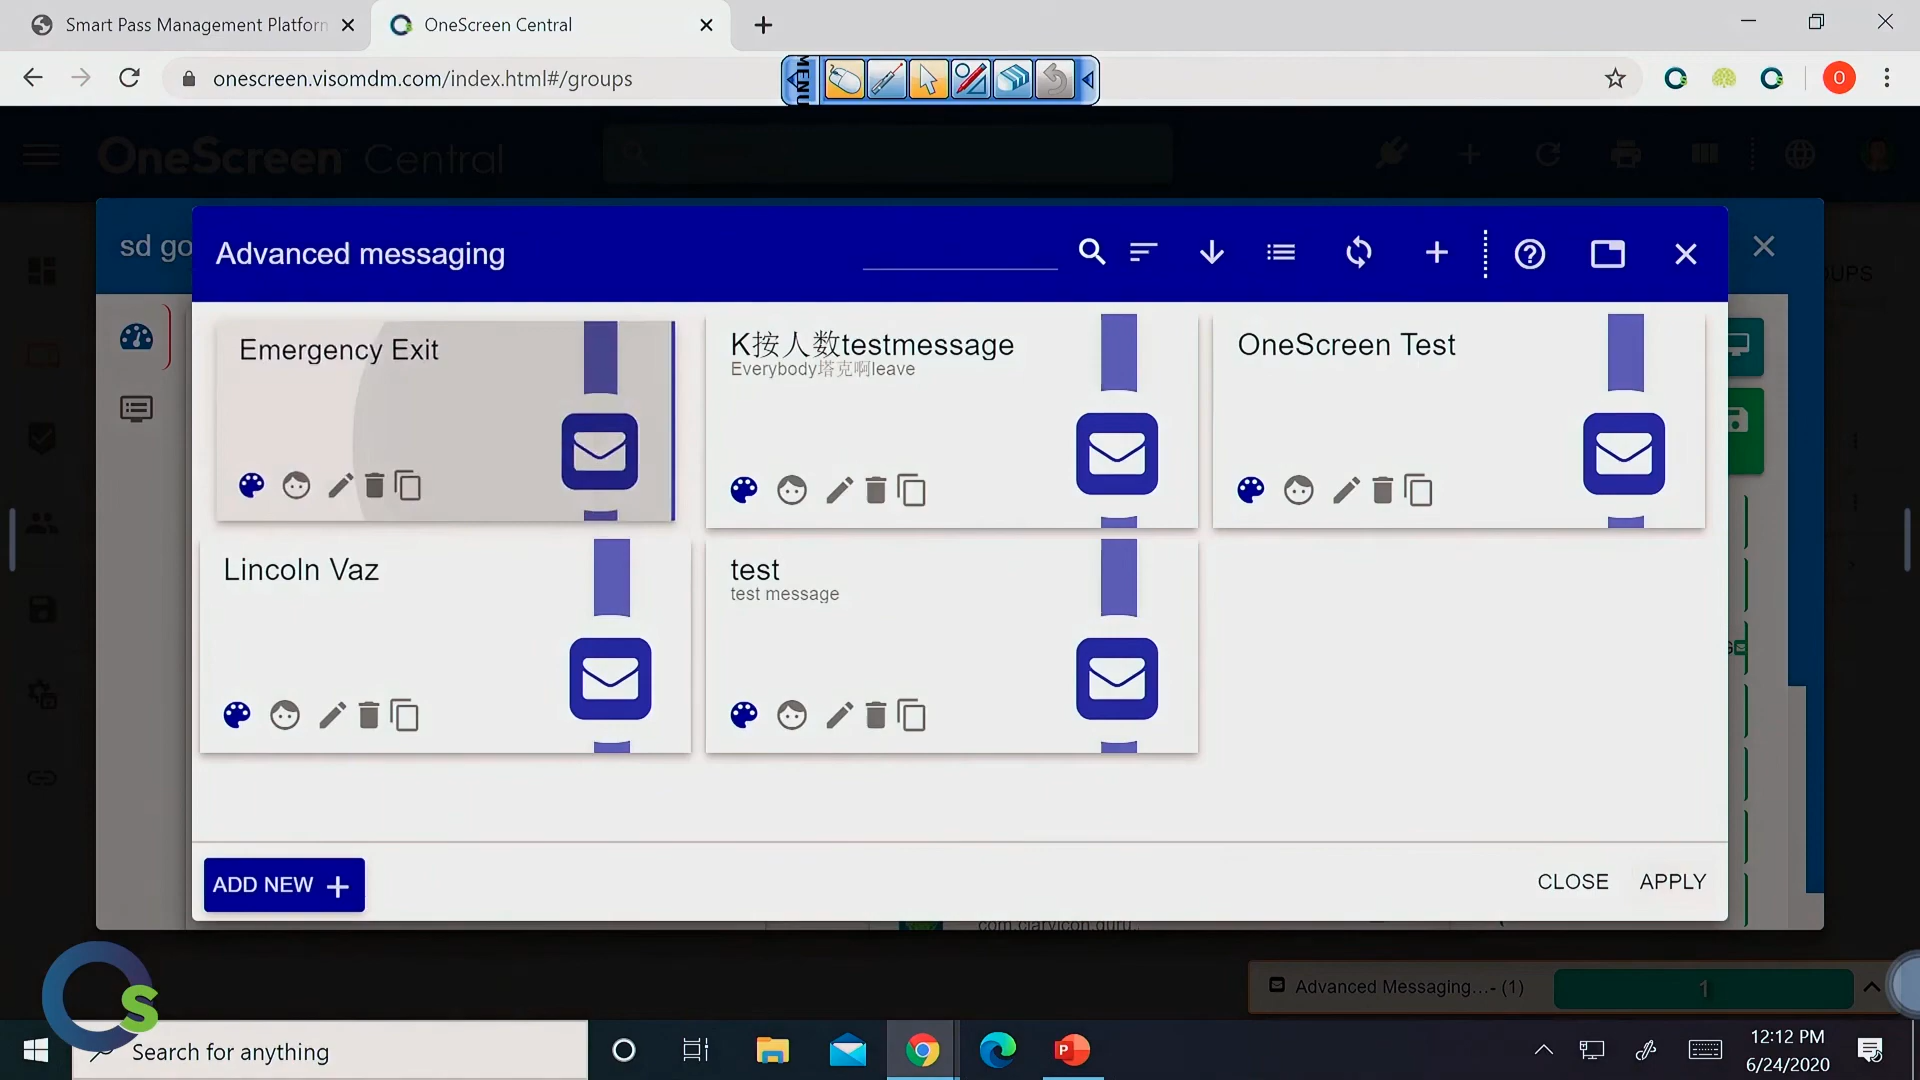 Smart Pass Management Platform
OneScreen Central
onescreen.visomdm.com/index.html#/groups
MENU
O
OneScreen Central
sd go
Advanced messaging
UPS
Emergency Exit
K按人数testmessage
Everybody塔克啊leave
OneScreen Test
Lincoln Vaz
test
test message
ADD NEW +
CLOSE
APPLY
com.claryicon.guru..
Advanced Messaging...- (1)
1
Search for anything
12:12 PM
6/24/2020